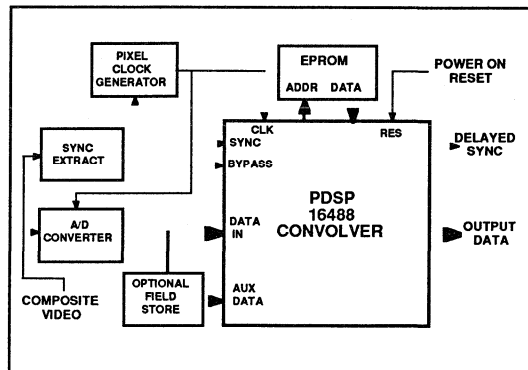 PIXEL
CLOCK
GENERATOR
EPROM
ADDR DATA
POWER ON
RESET
CLK
RES
SYNC
EXTRACT
SYNC
DELAYED
SYNC
BYPASS
PDSP
16488
CONVOLVER
A/D
CONVERTER
DATA
IN
OUTPUT
DATA
OPTIONAL
FIELD
STORE
AUX
DATA
COMPOSITE
VIDEO